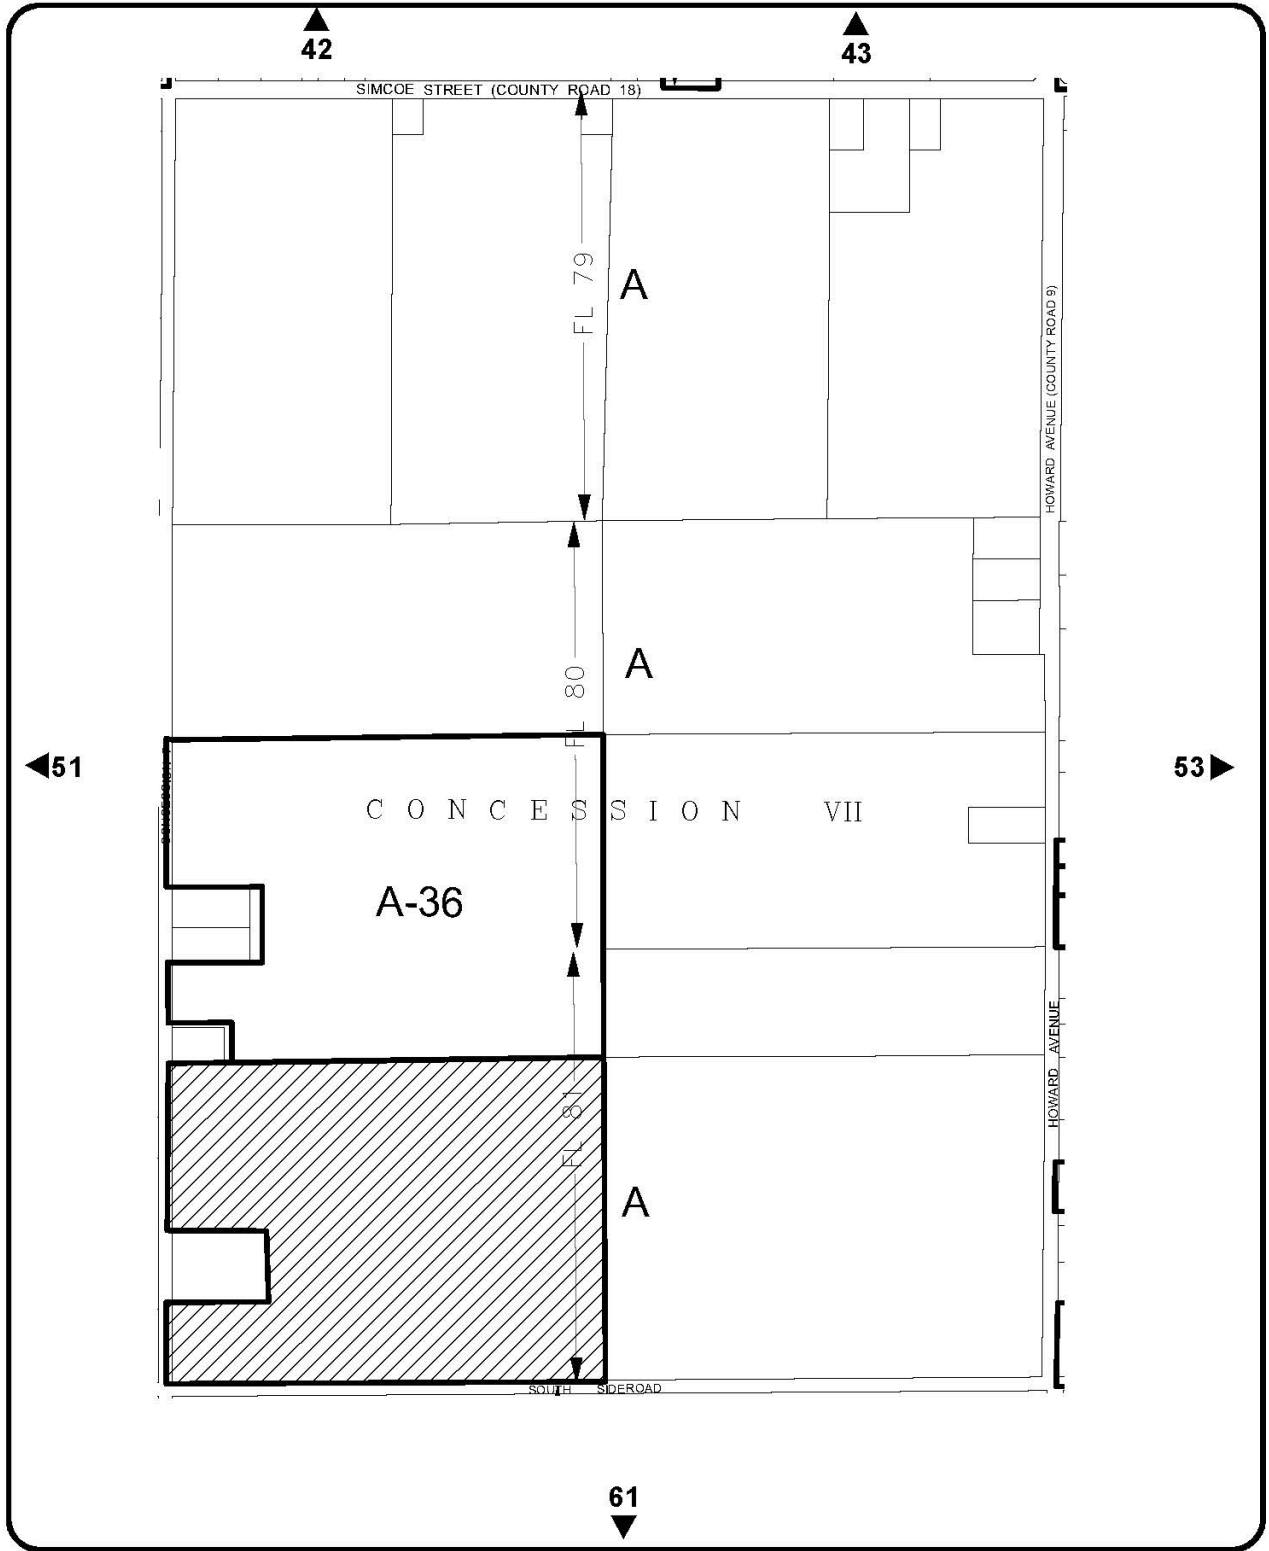 42
43
SIMCOE STREET (COUNTY ROAD 18)
FL 79
A
HOWARD AVENUE (COUNTY ROAD 9)
FL 80
A
51
53
CONCESSION VII
A-36
HOWARD AVENUE
FL 81
A
SOUTH SIDEROAD
61